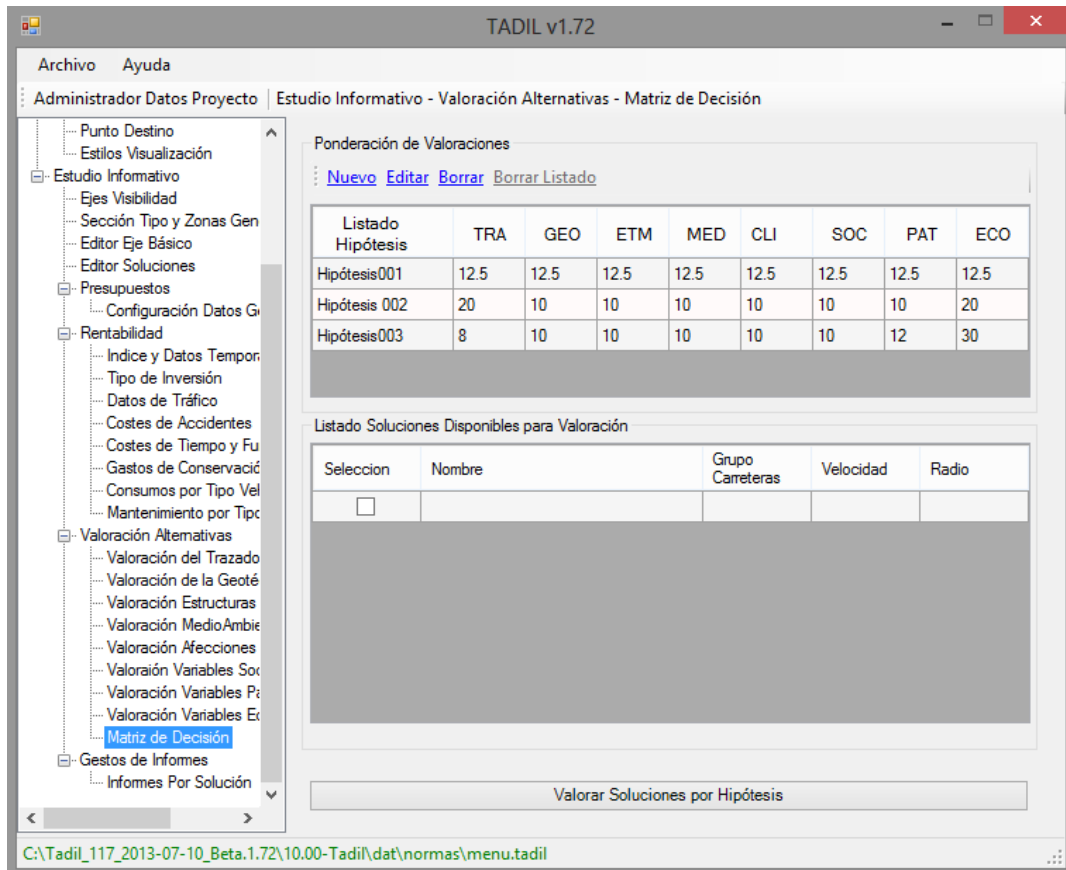 TADIL v1.72
Archivo Ayuda
Administrador Datos Proyecto Estudio Informativo - Valoración Alternativas - Matriz de Decisión
Punto Destino
Estilos Visualización
Estudio Informativo
Ejes Visibilidad
Sección Tipo y Zonas Gen
Editor Eje Básico
Editor Soluciones
Presupuestos
Configuración Datos G
Rentabilidad
Indice y Datos Tempor
Tipo de Inversión
Datos de Tráfico
Costes de Accidentes
Costes de Tiempo y Fu
Gastos de Conservació
Consumos por Tipo Vel
Mantenimiento por Tipo
Valoración Alternativas
Valoración del Trazado
Valoración de la Geoté
Valoración Estructuras
Valoración MedioAmbie
Valoración Afecciones
Valoraión Variables Soc
Valoración Variables Pa
Valoración Variables Ec
Matriz de Decisión
Gestos de Informes
Informes Por Solución
Ponderación de Valoraciones
Nuevo Editar Borrar Borrar Listado
Listado Hipótesis TRA GEO ETM MED CLI SOC PAT ECO
Hipótesis001 12.5 12.5 12.5 12.5 12.5 12.5 12.5 12.5
Hipótesis 002 20 10 10 10 10 10 10 20
Hipótesis003 8 10 10 10 10 10 12 30
Listado Soluciones Disponibles para Valoración
Seleccion Nombre Grupo Carreteras Velocidad Radio
Valorar Soluciones por Hipótesis
C:\Tadil_117_2013-07-10_Beta.1.72\10.00-Tadil\dat\normas\menu.tadil